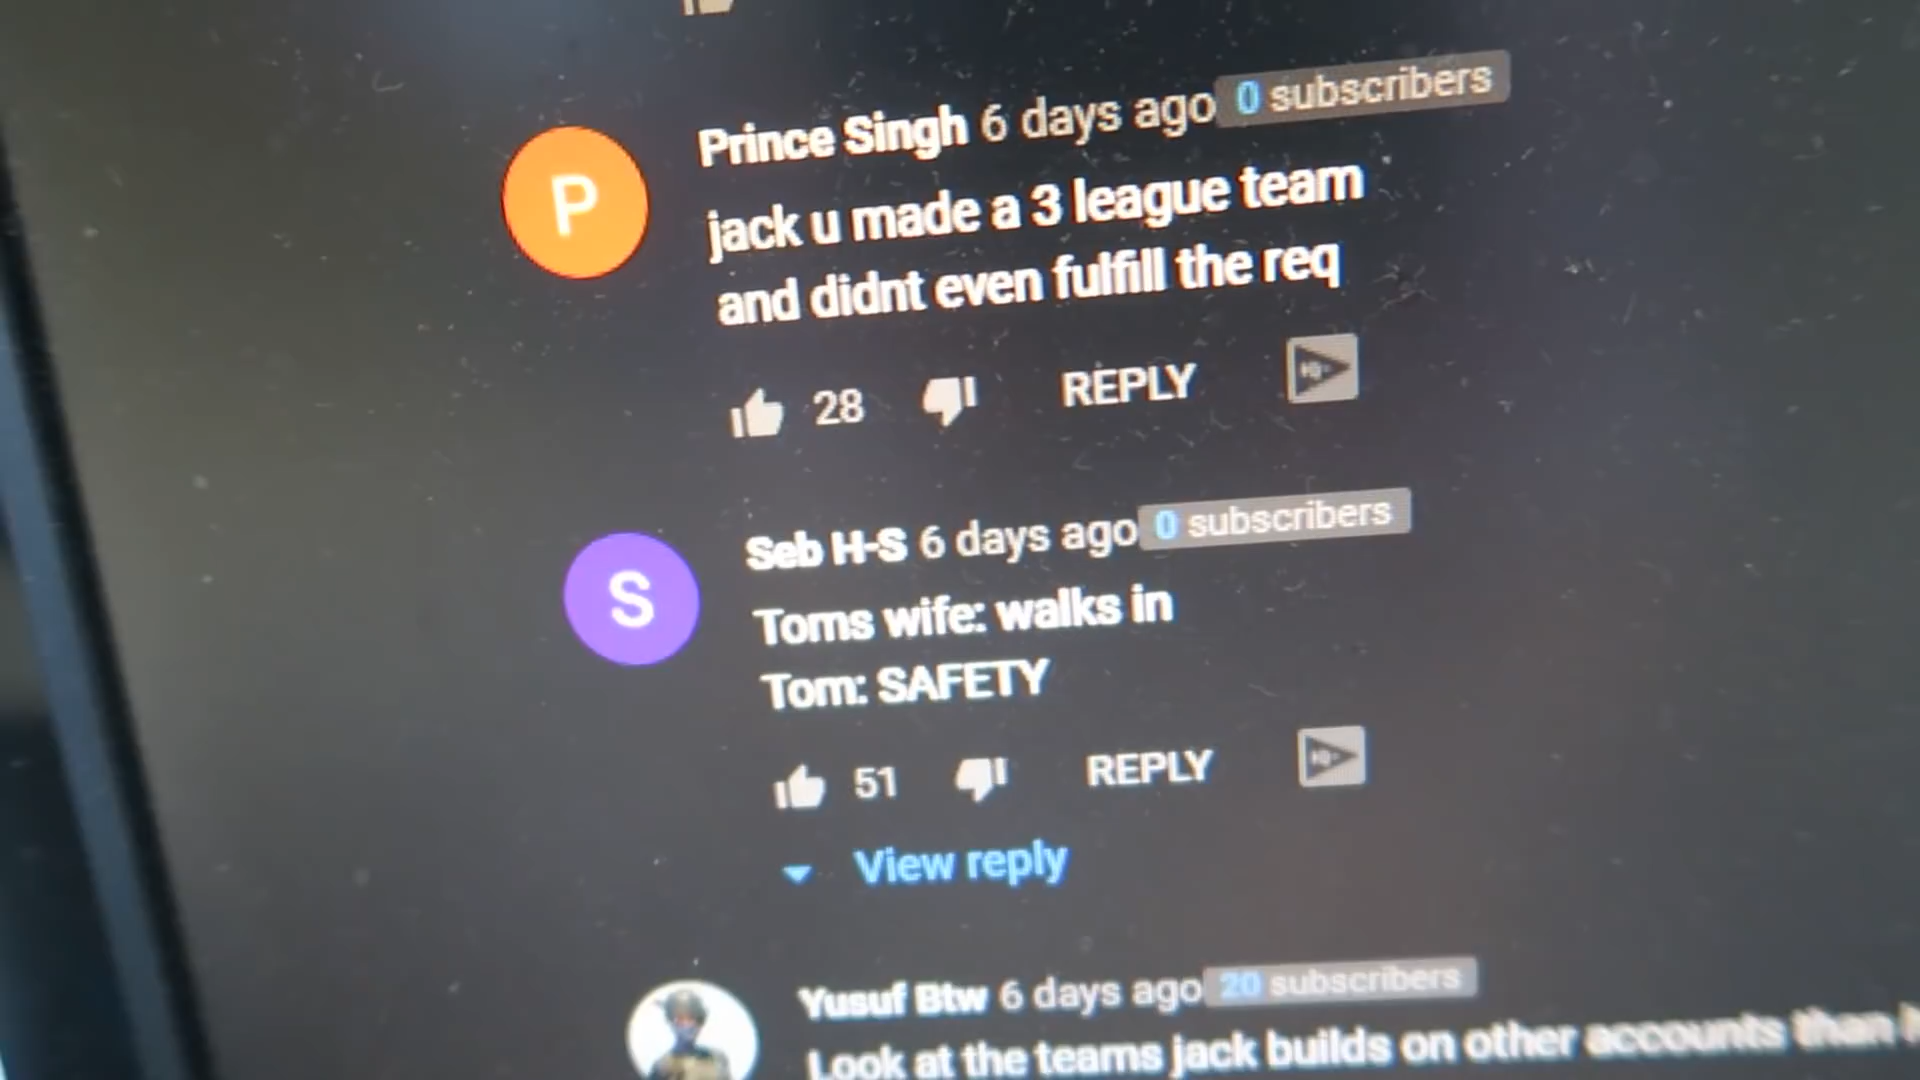 Prince Singh 6 days ago 0 subscribers
P
jack u made a 3 league team
and didnt even fulfill the req
28 REPLY
Seb H-S 6 days ago 0 subscribers
S
Toms wife: walks in
Tom: SAFETY
51 REPLY
View reply
Yusuf Btw 6 days ago 20 subscribers
Look at the teams jack builds on other accounts than